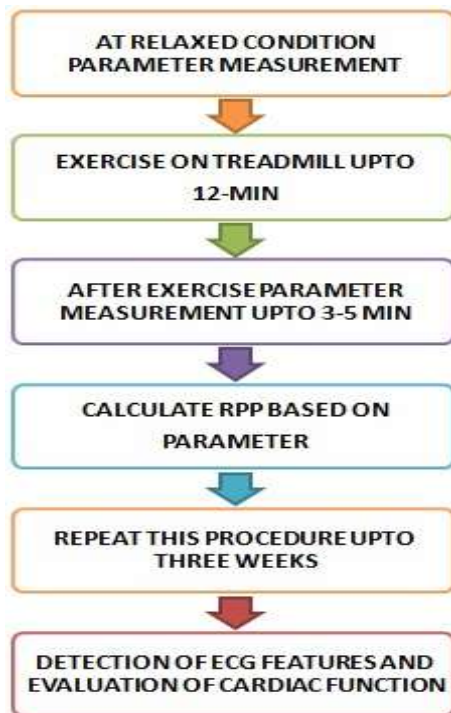 AT RELAXED CONDITION
PARAMETER MEASUREMENT
EXERCISE ON TREADMILL UPTO
12-MIN
AFTER EXERCISE PARAMETER
MEASUREMENT UPTO 3-5 MIN
CALCULATE RPP BASED ON
PARAMETER
REPEAT THIS PROCEDURE UPTO
THREE WEEKS
DETECTION OF ECG FEATURES AND
EVALUATION OF CARDIAC FUNCTION